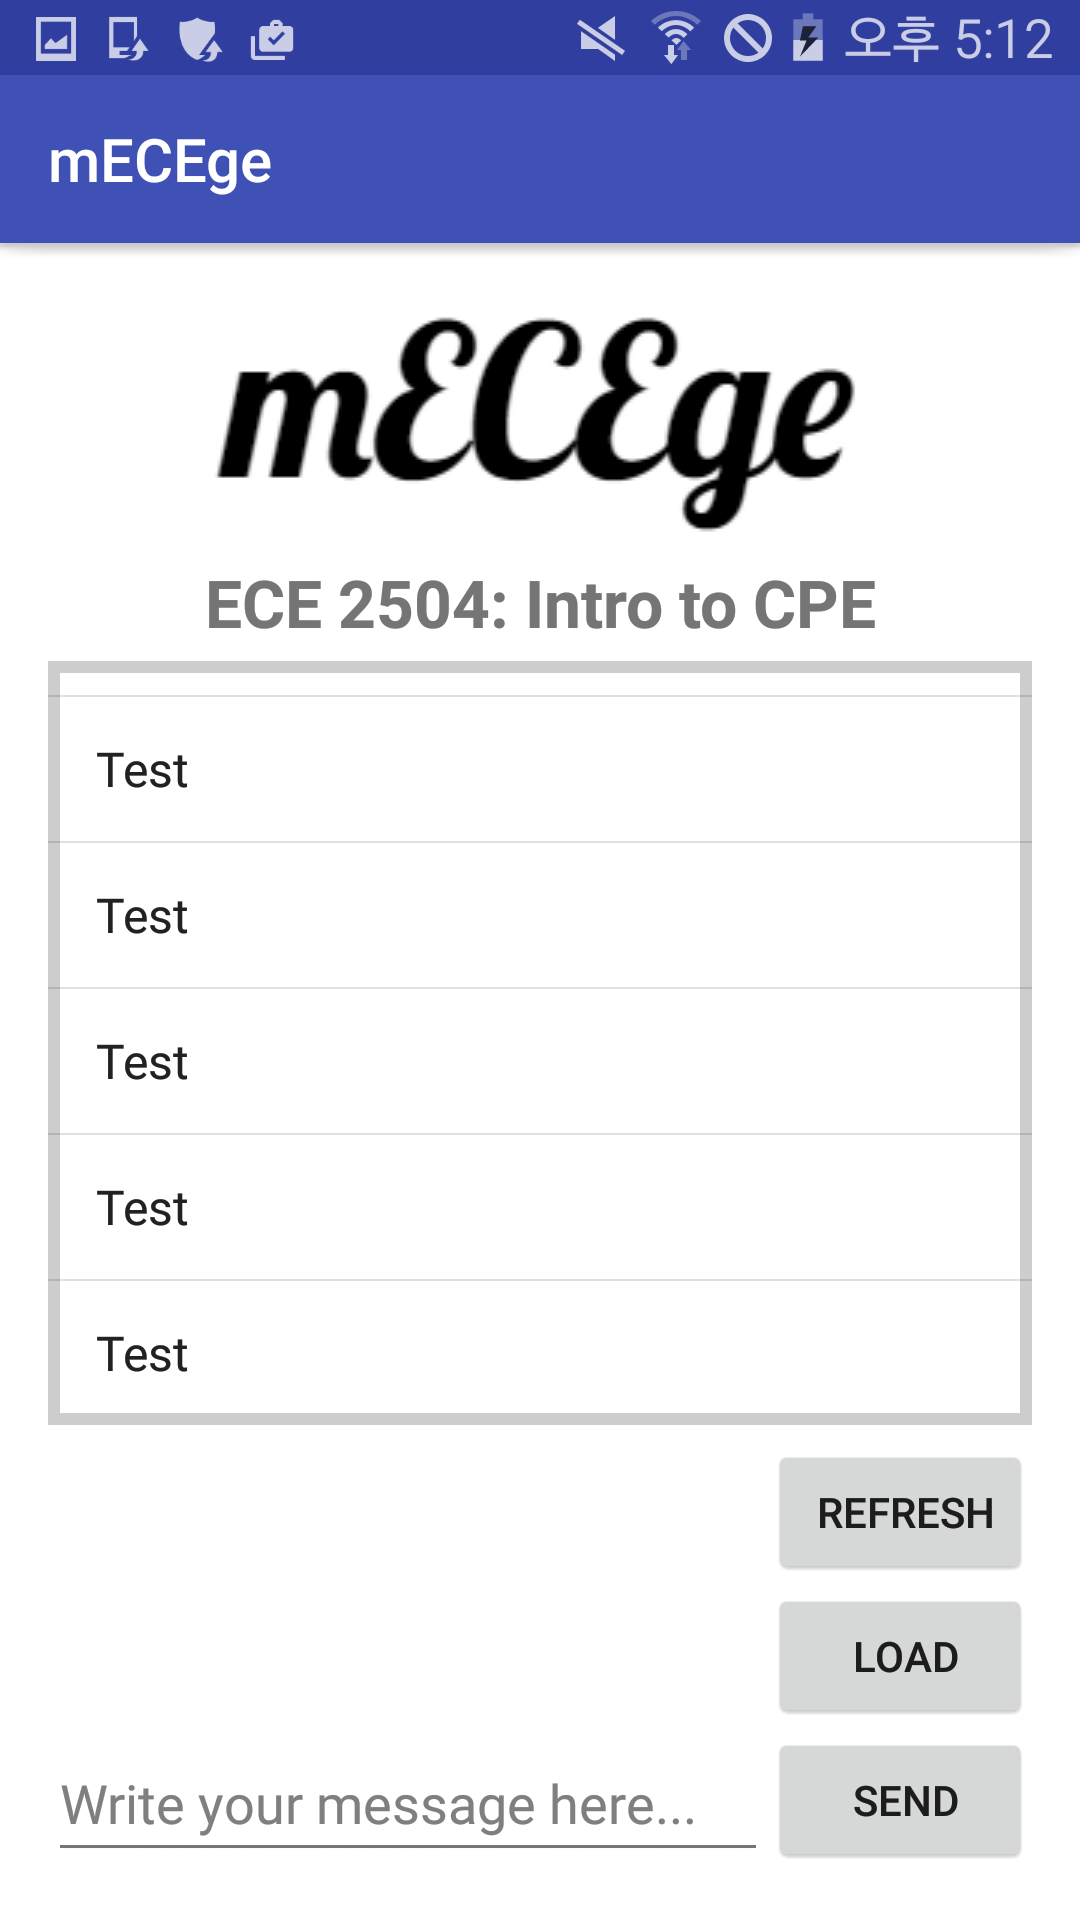 오후 5:12
mECEge
mECEge
ECE 2504: Intro to CPE
Test
Test
Test
Test
Test
REFRESH
LOAD
Write your message here...
SEND